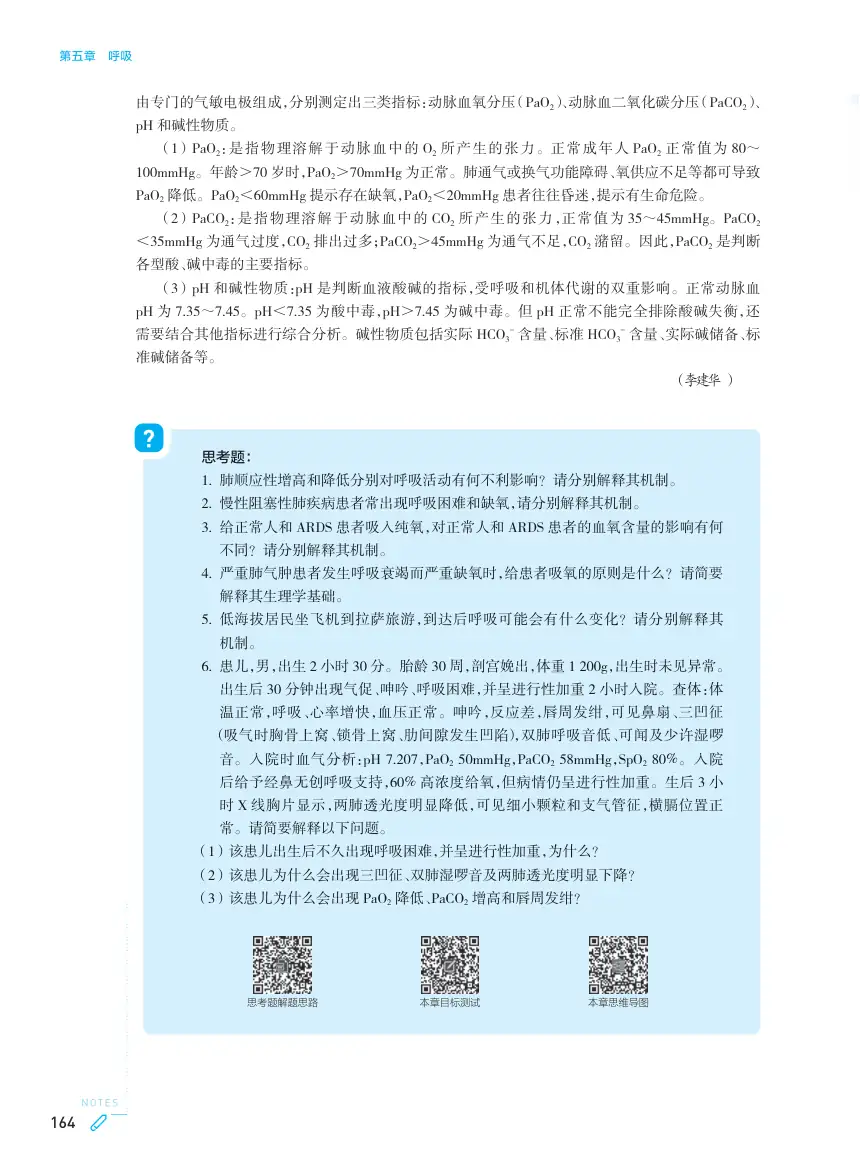 第五章 呼吸
由专门的气敏电极组成,分别测定出三类指标:动脉血氧分压(PaO₂)、动脉血二氧化碳分压(PaCO₂)、
pH 和碱性物质。
(1)PaO₂:是指物理溶解于动脉血中的 O₂ 所产生的张力。正常成年人 PaO₂ 正常值为 80~
100mmHg。年龄>70 岁时,PaO₂>70mmHg 为正常。肺通气或换气功能障碍、氧供应不足等都可导致
PaO₂ 降低。PaO₂<60mmHg 提示存在缺氧,PaO₂<20mmHg 患者往往昏迷,提示有生命危险。
(2)PaCO₂:是指物理溶解于动脉血中的 CO₂ 所产生的张力,正常值为 35~45mmHg。PaCO₂
<35mmHg 为通气过度,CO₂ 排出过多;PaCO₂>45mmHg 为通气不足,CO₂ 潴留。因此,PaCO₂ 是判断
各型酸、碱中毒的主要指标。
(3)pH 和碱性物质:pH 是判断血液酸碱的指标,受呼吸和机体代谢的双重影响。正常动脉血
pH 为 7.35~7.45。pH<7.35 为酸中毒,pH>7.45 为碱中毒。但 pH 正常不能完全排除酸碱失衡,还
需要结合其他指标进行综合分析。碱性物质包括实际 HCO₃⁻ 含量、标准 HCO₃⁻ 含量、实际碱储备、标
准碱储备等。
(李建华)
?
思考题:
1. 肺顺应性增高和降低分别对呼吸活动有何不利影响?请分别解释其机制。
2. 慢性阻塞性肺疾病患者常出现呼吸困难和缺氧,请分别解释其机制。
3. 给正常人和 ARDS 患者吸入纯氧,对正常人和 ARDS 患者的血氧含量的影响有何
不同?请分别解释其机制。
4. 严重肺气肿患者发生呼吸衰竭而严重缺氧时,给患者吸氧的原则是什么?请简要
解释其生理学基础。
5. 低海拔居民坐飞机到拉萨旅游,到达后呼吸可能会有什么变化?请分别解释其
机制。
6. 患儿,男,出生 2 小时 30 分。胎龄 30 周,剖宫娩出,体重 1 200g,出生时未见异常。
出生后 30 分钟出现气促、呻吟、呼吸困难,并呈进行性加重 2 小时入院。查体:体
温正常,呼吸、心率增快,血压正常。呻吟,反应差,唇周发绀,可见鼻扇、三凹征
(吸气时胸骨上窝、锁骨上窝、肋间隙发生凹陷),双肺呼吸音低、可闻及少许湿啰
音。入院时血气分析:pH 7.207,PaO₂ 50mmHg,PaCO₂ 58mmHg,SpO₂ 80%。入院
后给予经鼻无创呼吸支持,60% 高浓度给氧,但病情仍呈进行性加重。生后 3 小
时 X 线胸片显示,两肺透光度明显降低,可见细小颗粒和支气管征,横膈位置正
常。请简要解释以下问题。
(1)该患儿出生后不久出现呼吸困难,并呈进行性加重,为什么?
(2)该患儿为什么会出现三凹征、双肺湿啰音及两肺透光度明显下降?
(3)该患儿为什么会出现 PaO₂ 降低、PaCO₂ 增高和唇周发绀?
思考题解题思路
本章目标测试
本章思维导图
NOTES
164